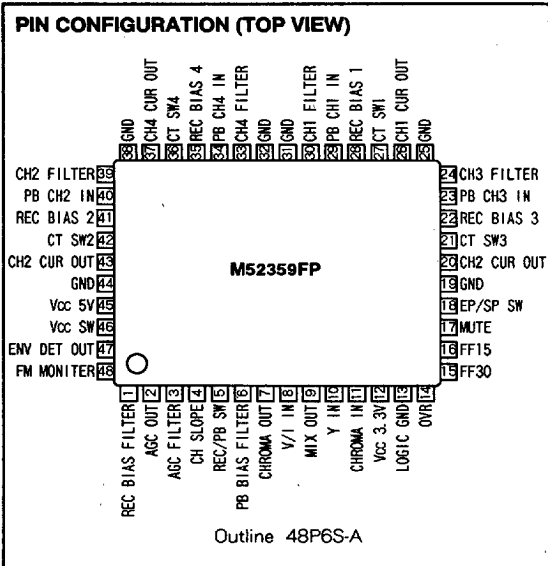 PIN CONFIGURATION (TOP VIEW)
38 GND
37 CH4 CUR OUT
36 CT SW4
35 REC BIAS 4
34 PB CH4 IN
33 CH4 FILTER
32 GND
31 GND
30 CH1 FILTER
29 PB CH1 IN
28 REC BIAS 1
27 CT SW1
26 CH1 CUR OUT
25 GND
CH2 FILTER 39
PB CH2 IN 40
REC BIAS 2 41
CT SW2 42
CH2 CUR OUT 43
GND 44
Vcc 5V 45
Vcc SW 46
ENV DET OUT 47
FM MONITER 48
M52359FP
24 CH3 FILTER
23 PB CH3 IN
22 REC BIAS 3
21 CT SW3
20 CH2 CUR OUT
19 GND
18 EP/SP SW
17 MUTE
16 FF15
15 FF30
REC BIAS FILTER 1
AGC OUT 2
AGC FILTER 3
CH SLOPE 4
REC/PB SW 5
PB BIAS FILTER 6
CHROMA OUT 7
V/I IN 8
MIX OUT 9
Y IN 10
CHROMA IN 11
Vcc 3.3V 12
LOGIC GND 13
OVR 14
Outline 48P6S-A